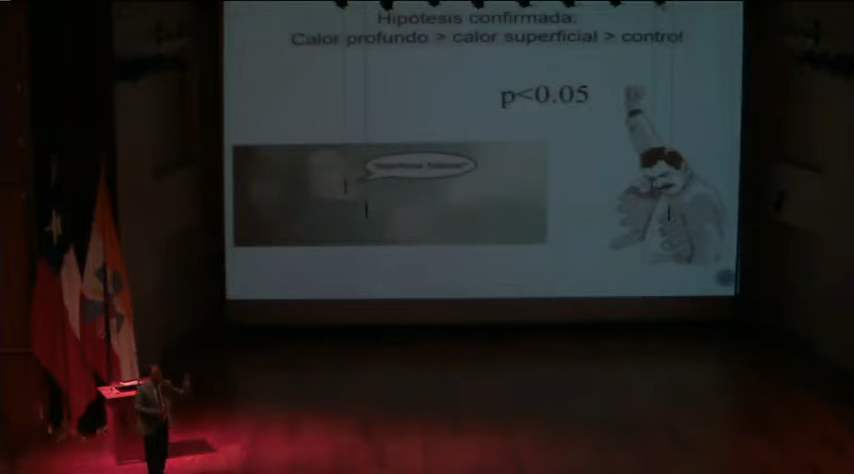 Hipótesis confirmada:
Calor profundo > calor superficial > control
p<0.05